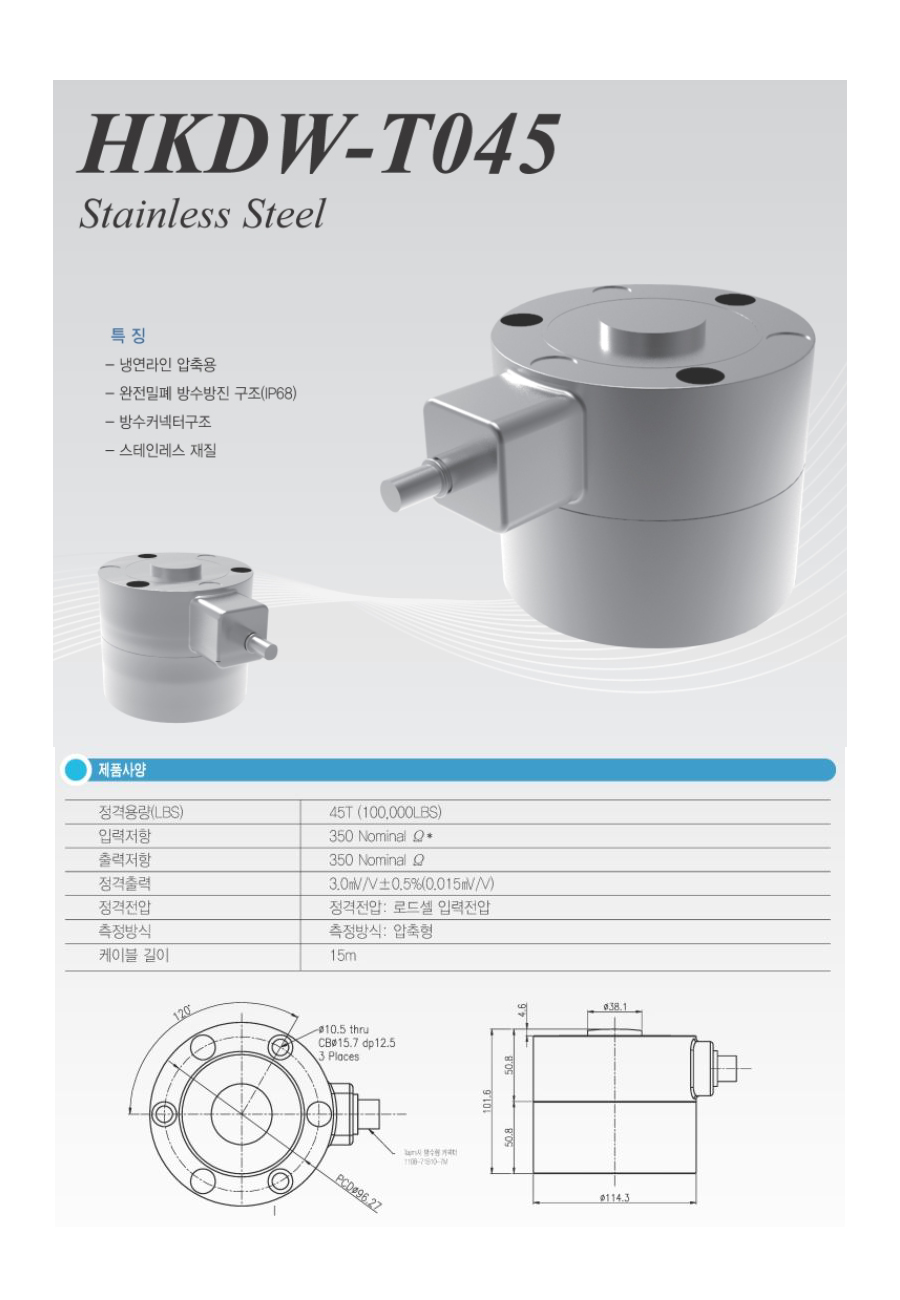 HKDW-T045
Stainless Steel
특 징
– 냉연라인 압축용
– 완전밀폐 방수방진 구조(IP68)
– 방수커넥터구조
– 스테인레스 재질
제품사양
정격용량(LBS) 45T (100,000LBS)
입력저항 350 Nominal Ω*
출력저항 350 Nominal Ω
정격출력 3.0㎷/V±0.5%(0.015㎷/V)
정격전압 정격전압: 로드셀 입력전압
측정방식 측정방식: 압축형
케이블 길이 15m
120°
ø10.5 thru
CBø15.7 dp12.5
3 Places
PCDø96.27
4.6
ø38.1
50.8
101.6
50.8
ø114.3